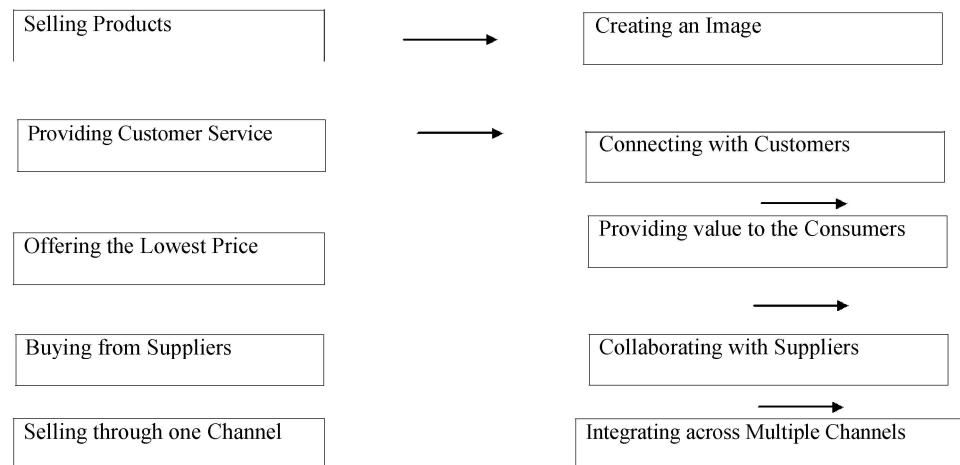 Selling Products
Creating an Image
Providing Customer Service
Connecting with Customers
Offering the Lowest Price
Providing value to the Consumers
Buying from Suppliers
Collaborating with Suppliers
Selling through one Channel
Integrating across Multiple Channels